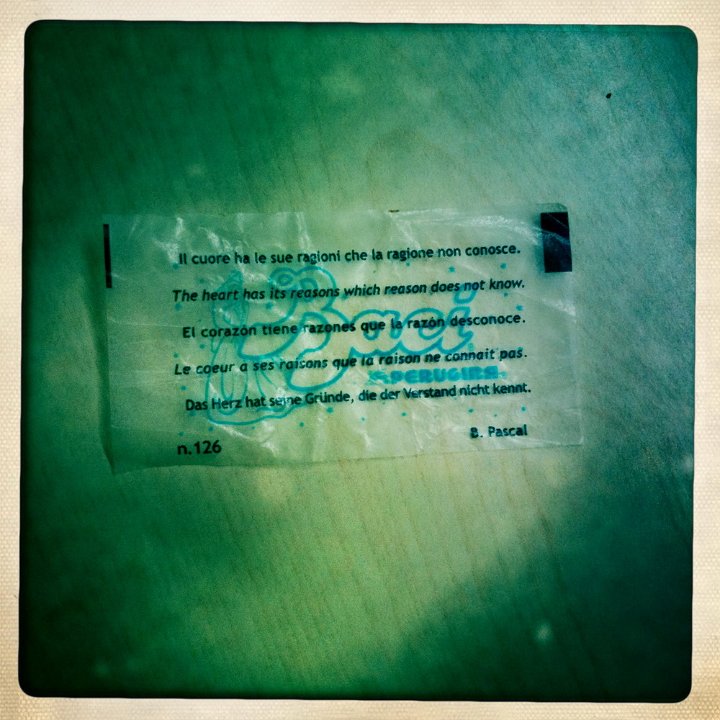 Il cuore ha le sue ragioni che la ragione non conosce.
The heart has its reasons which reason does not know.
El corazón tiene razones que la razón desconoce.
Le coeur a ses raisons que la raison ne connait pas.
Das Herz hat seine Gründe, die der Verstand nicht kennt.
B. Pascal
n.126
Baci
PERUGINA